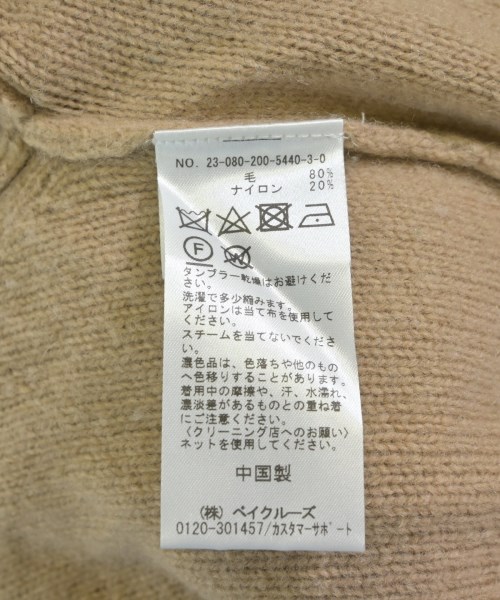 NO. 23-080-200-5440-3-0
毛 80%
ナイロン 20%
F
W
タンブラー乾燥はお避けくだ
さい。
洗濯で多少縮みます。
アイロンは当て布を使用して
ください。
スチームを当てないでくださ
い。
濃色品は、色落ちや他のもの
へ色移りすることがあります。
着用中の摩擦や、汗、水濡れ、
濃淡差があるものとの重ね着
にご注意ください。
〈クリーニング店へのお願い〉
ネットを使用してください。
中国製
(株) ベイクルーズ
0120-301457/カスタマーサポート